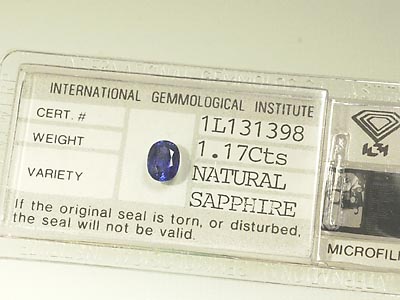 INTERNATIONAL GEMMOLOGICAL INSTITUTE
CERT. # 1L131398
WEIGHT 1.17Cts
VARIETY NATURAL
SAPPHIRE
If the original seal is torn, or disturbed,
the seal will not be valid.
MICROFIL